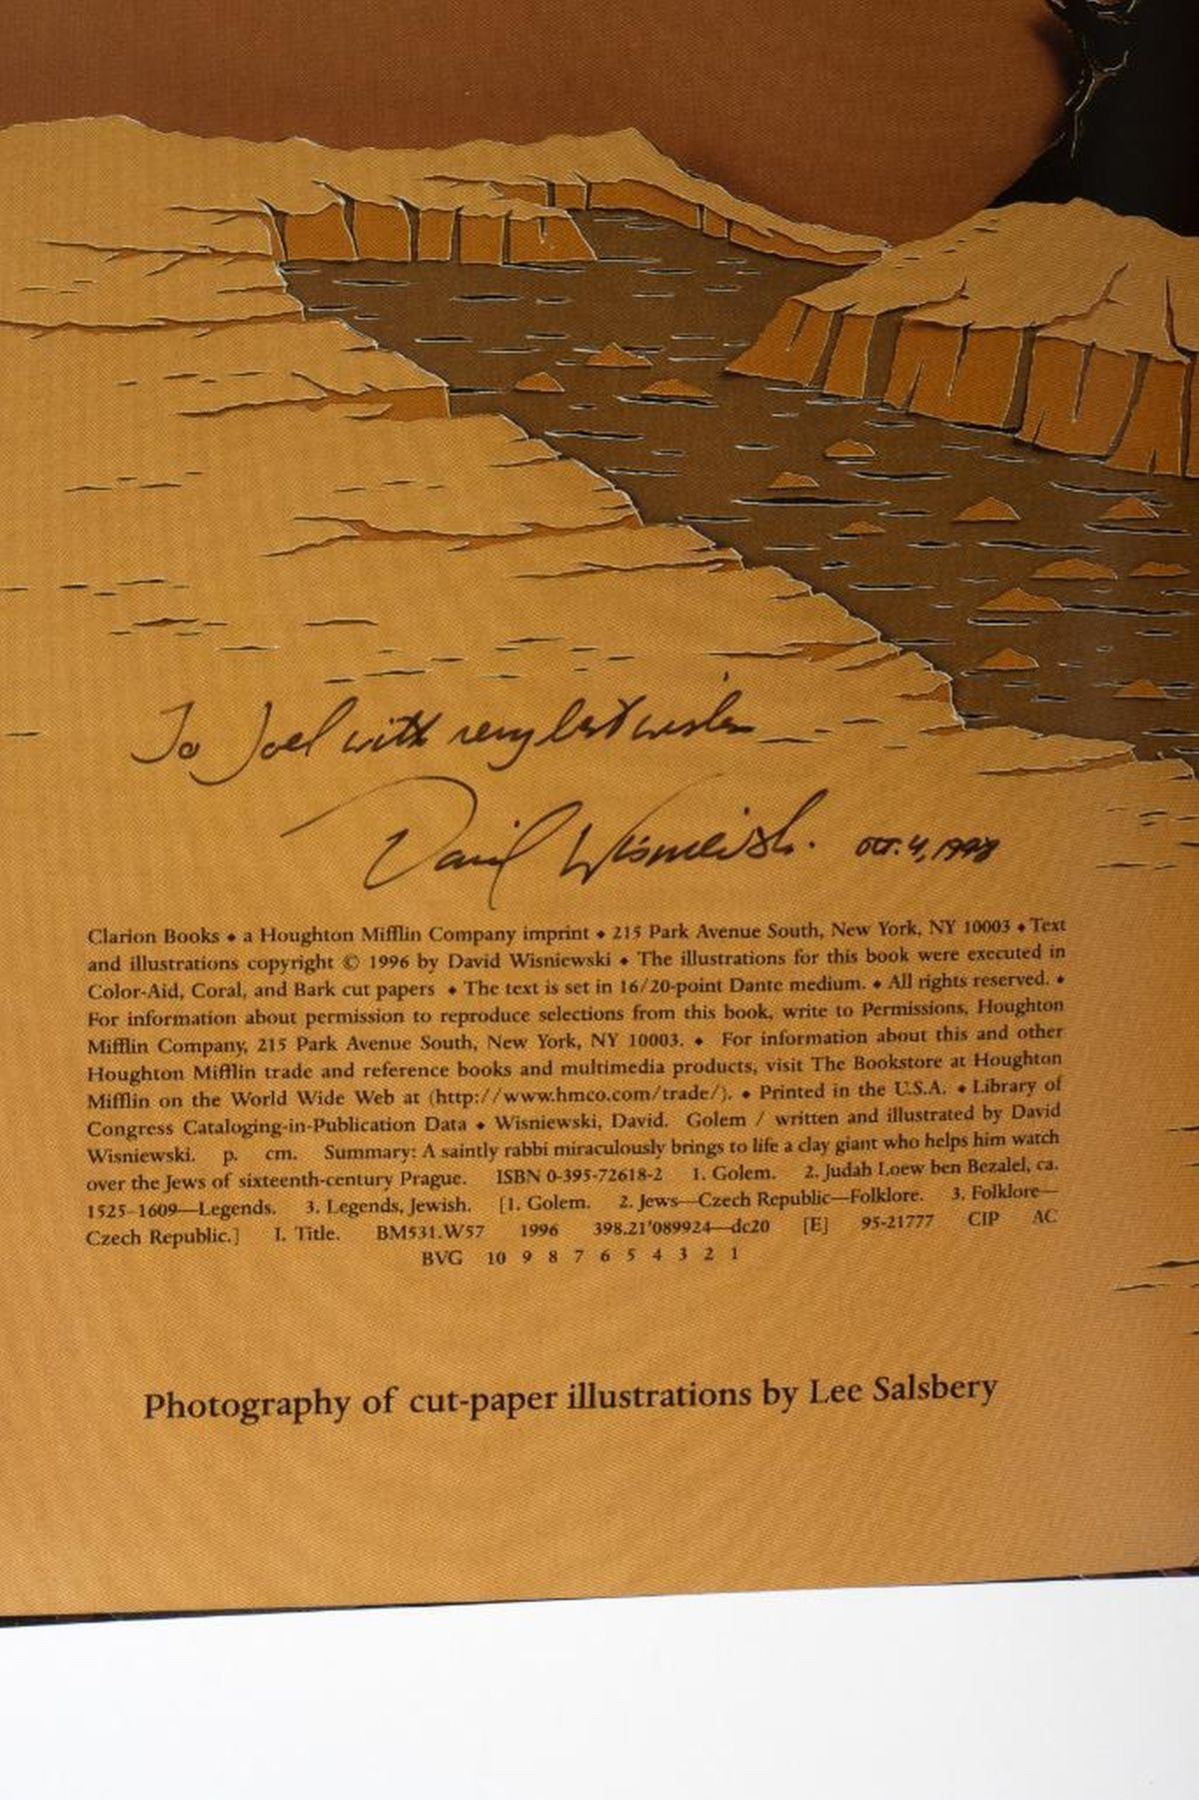 To Joel with very best wishes
David Wisniewski. Oct. 4, 1998
Clarion Books ♦ a Houghton Mifflin Company imprint ♦ 215 Park Avenue South, New York, NY 10003 ♦ Text
and illustrations copyright © 1996 by David Wisniewski ♦ The illustrations for this book were executed in
Color-Aid, Coral, and Bark cut papers ♦ The text is set in 16/20-point Dante medium. ♦ All rights reserved. ♦
For information about permission to reproduce selections from this book, write to Permissions, Houghton
Mifflin Company, 215 Park Avenue South, New York, NY 10003. ♦ For information about this and other
Houghton Mifflin trade and reference books and multimedia products, visit The Bookstore at Houghton
Mifflin on the World Wide Web at (http://www.hmco.com/trade/). ♦ Printed in the U.S.A. ♦ Library of
Congress Cataloging-in-Publication Data ♦ Wisniewski, David. Golem / written and illustrated by David
Wisniewski. p. cm. Summary: A saintly rabbi miraculously brings to life a clay giant who helps him watch
over the Jews of sixteenth-century Prague. ISBN 0-395-72618-2 1. Golem. 2. Judah Loew ben Bezalel, ca.
1525–1609—Legends. 3. Legends, Jewish. [1. Golem. 2. Jews—Czech Republic—Folklore. 3. Folklore—
Czech Republic.] I. Title. BM531.W57 1996 398.21'089924—dc20 [E] 95-21777 CIP AC
BVG 10 9 8 7 6 5 4 3 2 1
Photography of cut-paper illustrations by Lee Salsbery